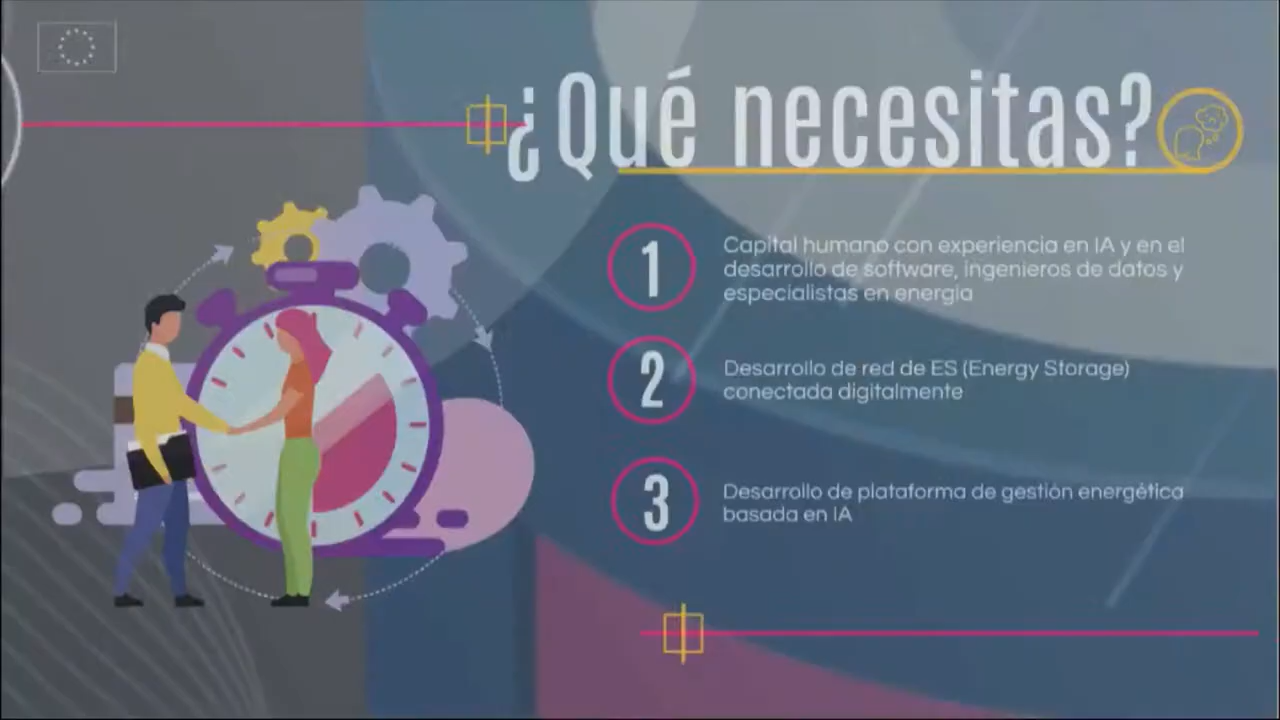 ¿Qué necesitas?
1
Capital humano con experiencia en IA y en el
desarrollo de software, ingenieros de datos y
especialistas en energía
2
Desarrollo de red de ES (Energy Storage)
conectada digitalmente
3
Desarrollo de plataforma de gestión energética
basada en IA